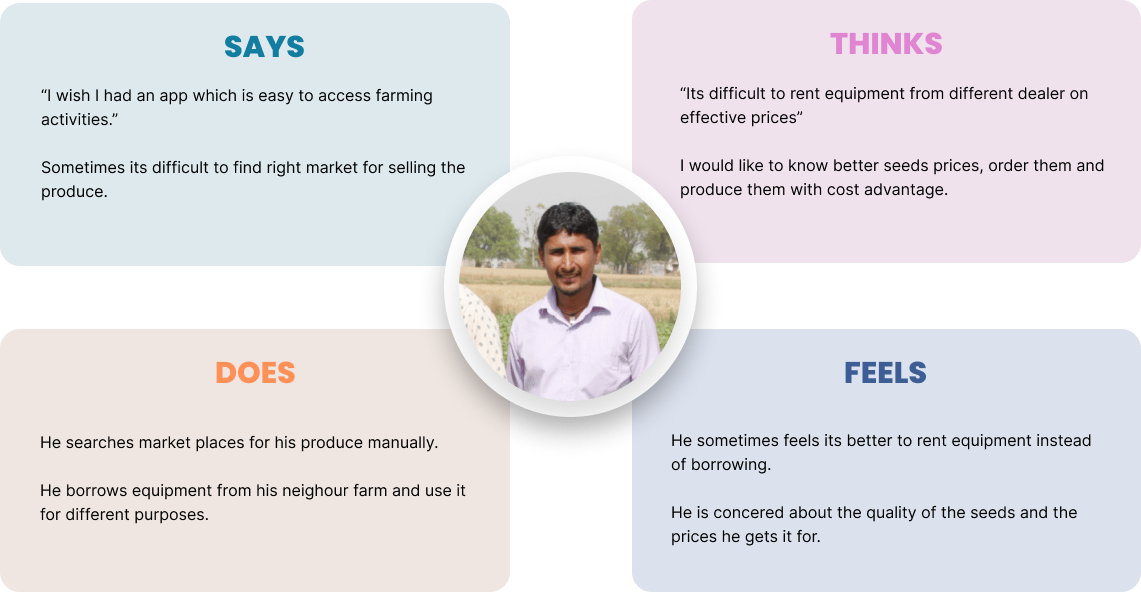 SAYS
“I wish I had an app which is easy to access farming
activities.”
Sometimes its difficult to find right market for selling the
produce.
THINKS
“Its difficult to rent equipment from different dealer on
effective prices”
I would like to know better seeds prices, order them and
produce them with cost advantage.
DOES
He searches market places for his produce manually.
He borrows equipment from his neighour farm and use it
for different purposes.
FEELS
He sometimes feels its better to rent equipment instead
of borrowing.
He is concered about the quality of the seeds and the
prices he gets it for.